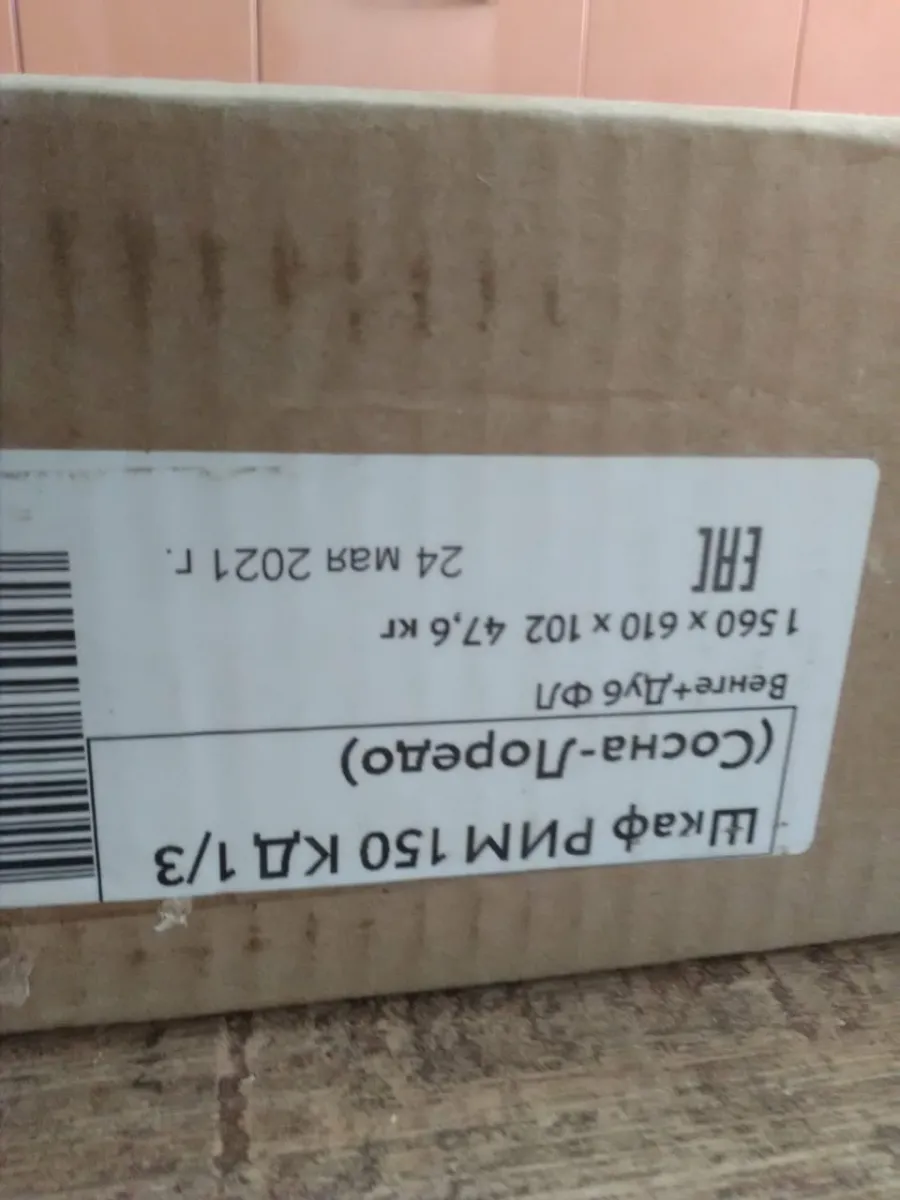 Шкаф РИМ 150 КД 1/3
(Сосна-Лоредо)
Венге+Дуб ФЛ
1 560 x 610 x 102 47,6 кг
EAC 24 мая 2021 г.